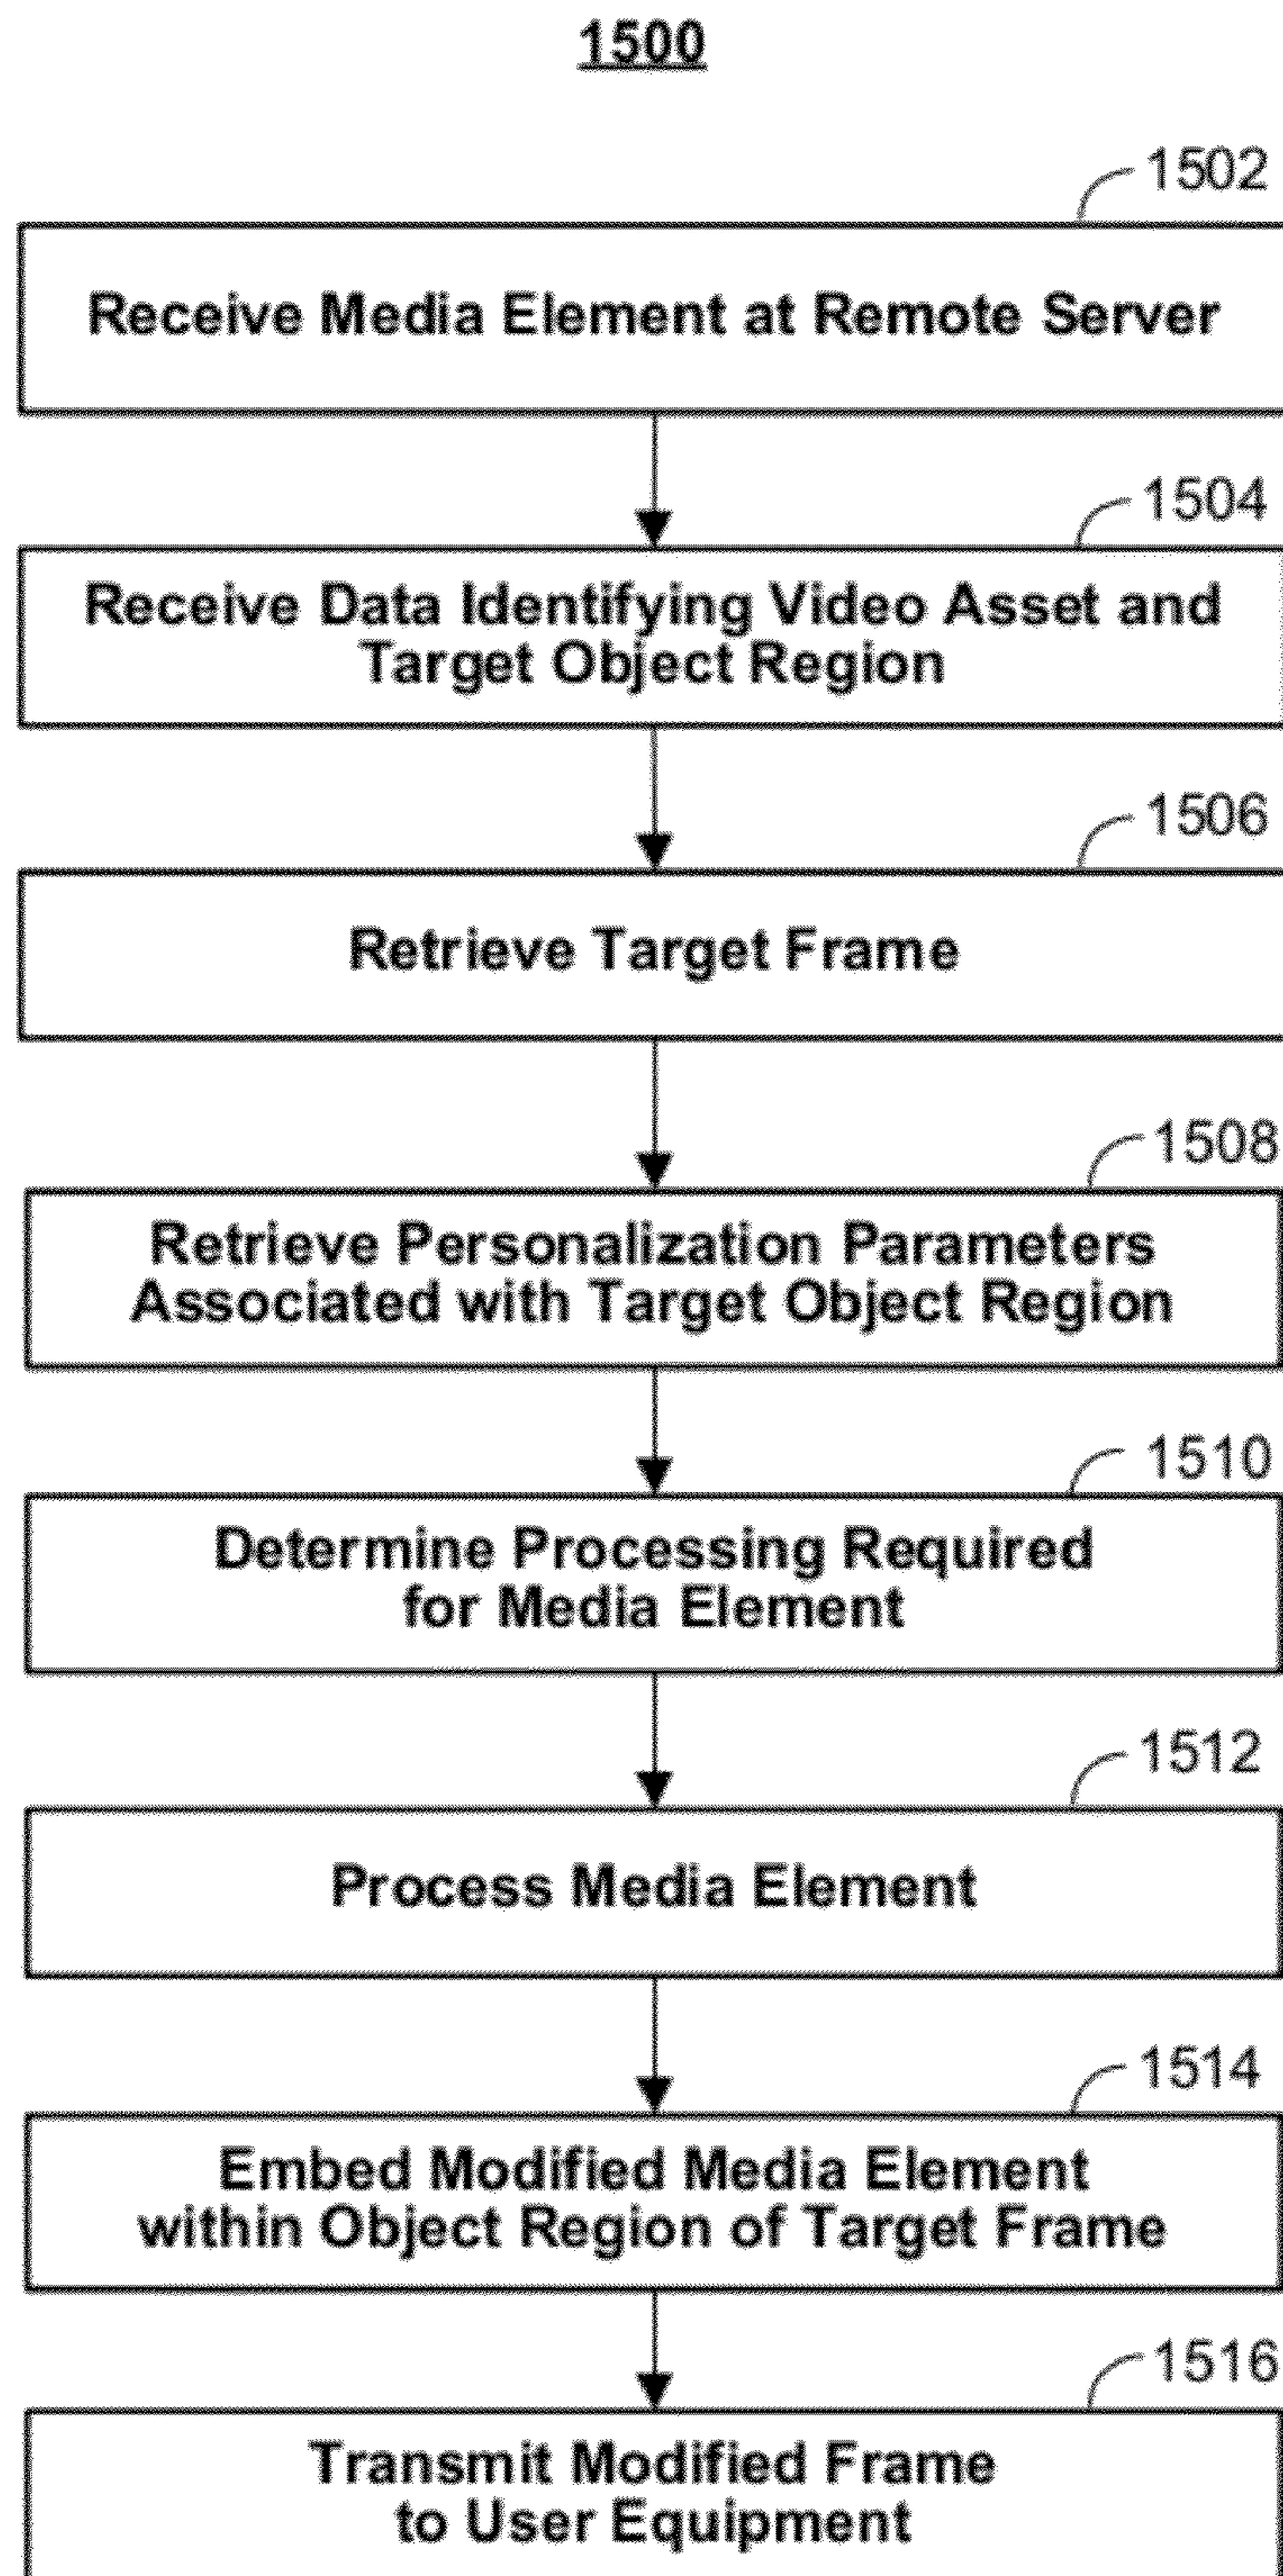 1500
1502
Receive Media Element at Remote Server
1504
Receive Data Identifying Video Asset and
Target Object Region
1506
Retrieve Target Frame
1508
Retrieve Personalization Parameters
Associated with Target Object Region
1510
Determine Processing Required
for Media Element
1512
Process Media Element
1514
Embed Modified Media Element
within Object Region of Target Frame
1516
Transmit Modified Frame
to User Equipment